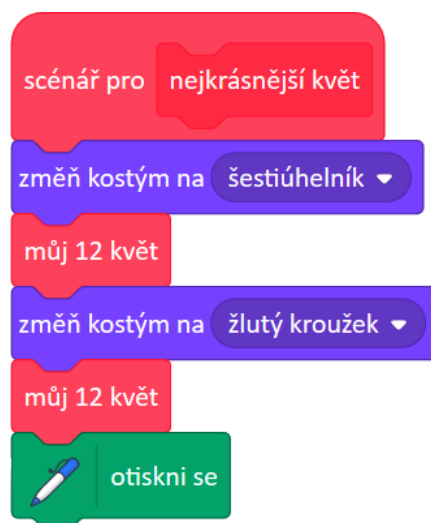 scénář pro nejkrásnější květ
změň kostým na šestiúhelník
můj 12 květ
změň kostým na žlutý kroužek
můj 12 květ
otiskni se